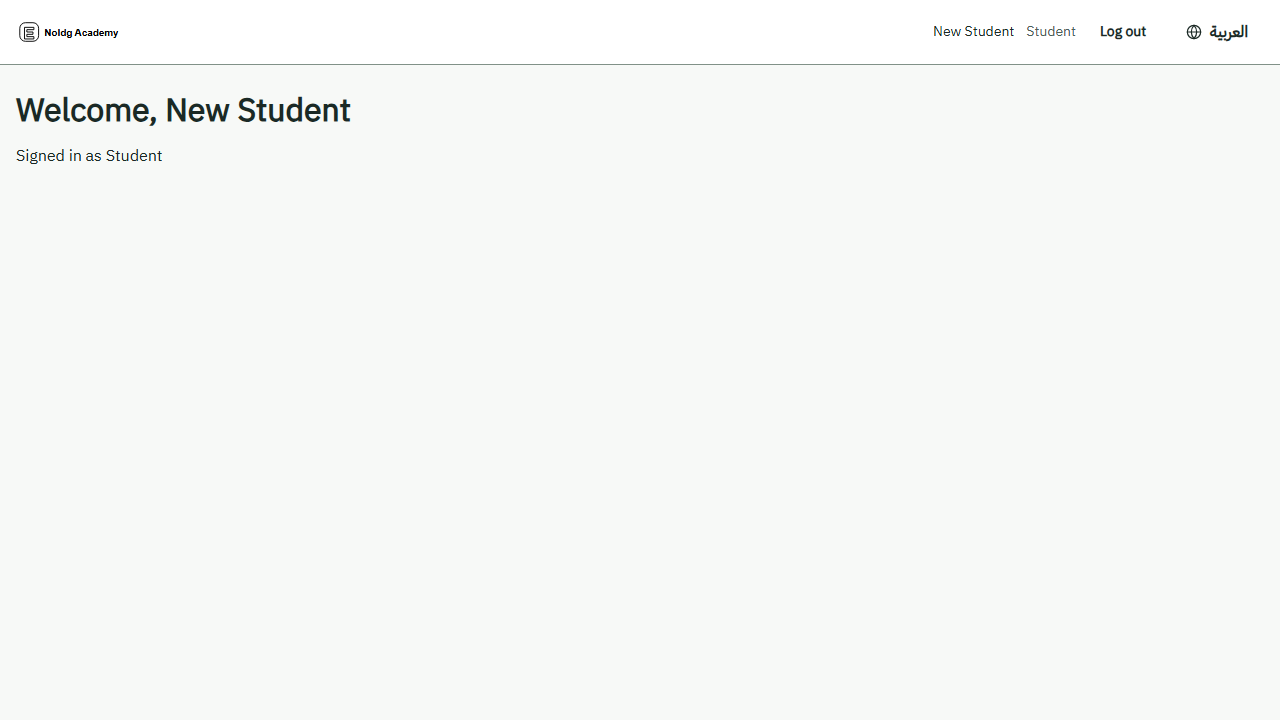 Noldg Academy
New Student Student Log out العربية
Welcome, New Student
Signed in as Student